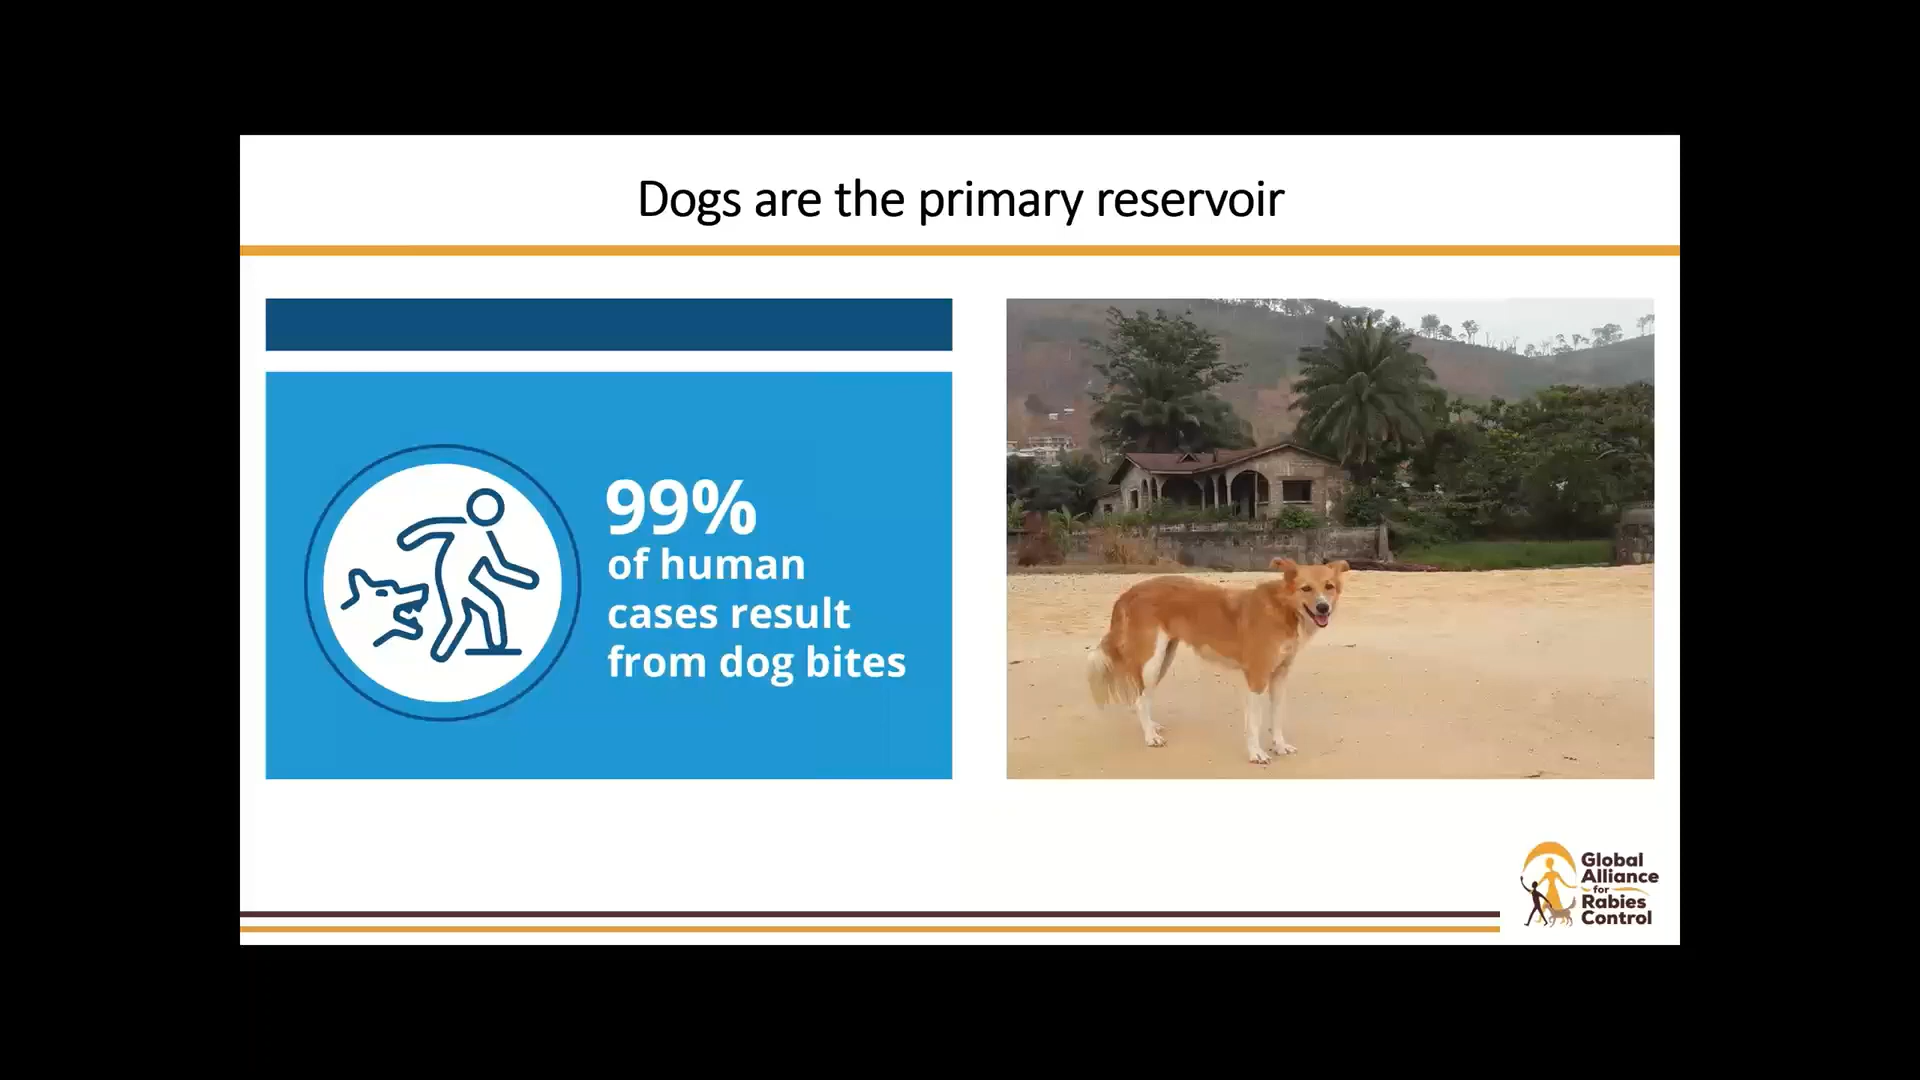 Dogs are the primary reservoir
99%
of human
cases result
from dog bites
Global
Alliance
for
Rabies
Control